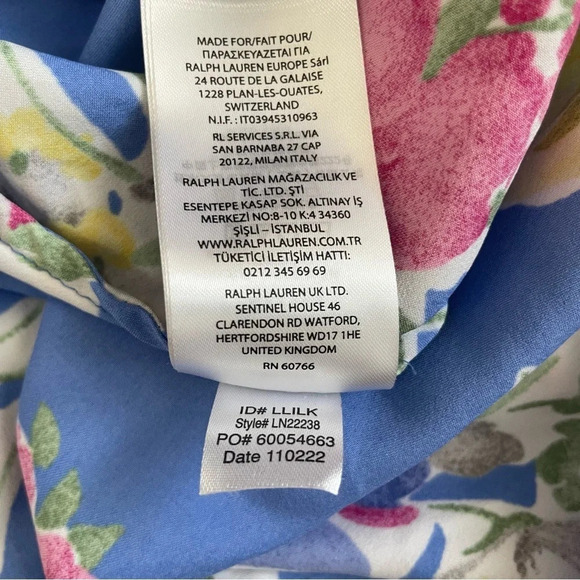 MADE FOR/FAIT POUR/
ΠΑΡΑΣΚΕΥΑΖΕΤΑΙ ΓΙΑ
RALPH LAUREN EUROPE Sárl
24 ROUTE DE LA GALAISE
1228 PLAN-LES-OUATES,
SWITZERLAND
N.I.F. : IT03945310963
RL SERVICES S.R.L. VIA
SAN BARNABA 27 CAP
20122, MILAN ITALY
RALPH LAUREN MAĞAZACILIK VE
TİC. LTD. ŞTİ
ESENTEPE KASAP SOK. ALTINAY İŞ
MERKEZİ NO:8-10 K:4 34360
ŞİŞLİ – İSTANBUL
WWW.RALPHLAUREN.COM.TR
TÜKETİCİ İLETİŞİM HATTI:
0212 345 69 69
RALPH LAUREN UK LTD.
SENTINEL HOUSE 46
CLARENDON RD WATFORD,
HERTFORDSHIRE WD17 1HE
UNITED KINGDOM
RN 60766
ID# LLILK
Style# LN22238
PO# 60054663
Date 110222